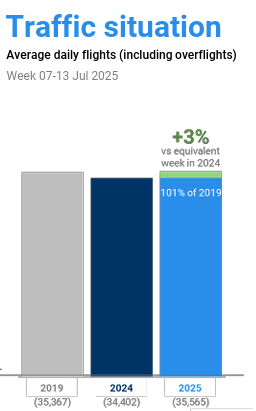 Traffic situation
Average daily flights (including overflights)
Week 07-13 Jul 2025
+3%
vs equivalent
week in 2024
101% of 2019
2019 2024 2025
(35,367) (34,402) (35,565)